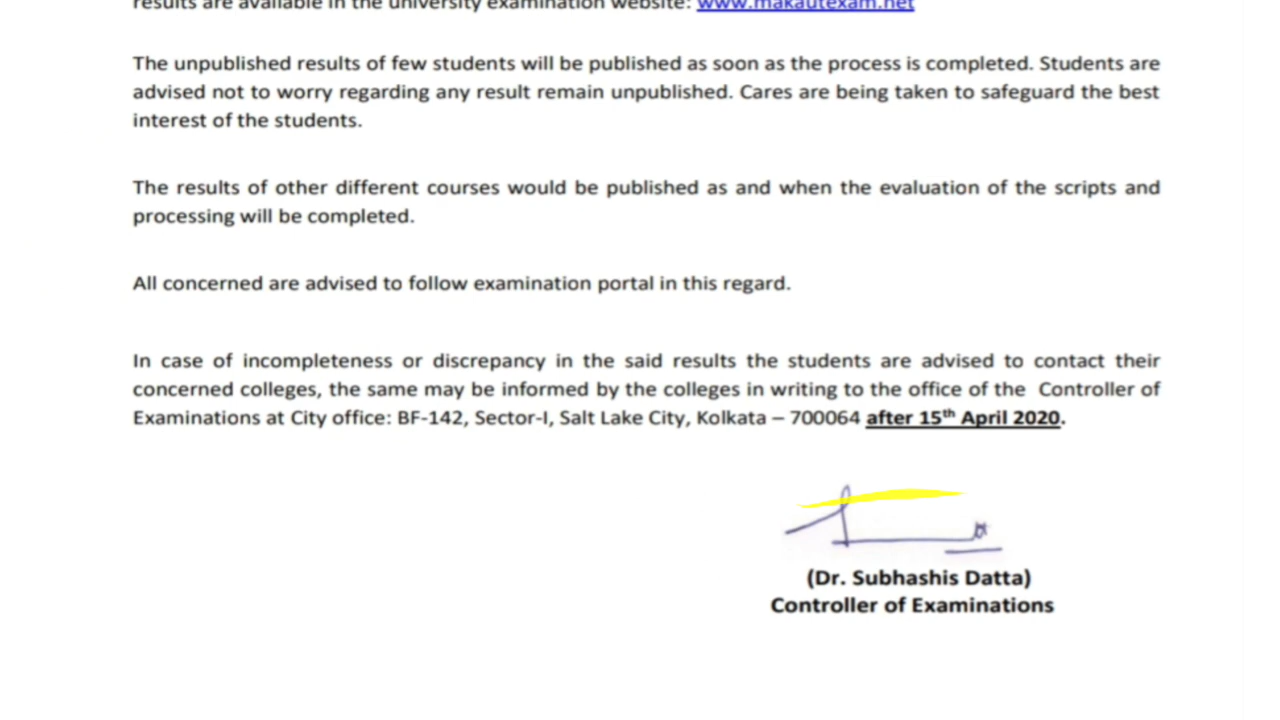 results are available in the university examination website: www.makautexam.net
The unpublished results of few students will be published as soon as the process is completed. Students are
advised not to worry regarding any result remain unpublished. Cares are being taken to safeguard the best
interest of the students.
The results of other different courses would be published as and when the evaluation of the scripts and
processing will be completed.
All concerned are advised to follow examination portal in this regard.
In case of incompleteness or discrepancy in the said results the students are advised to contact their
concerned colleges, the same may be informed by the colleges in writing to the office of the Controller of
Examinations at City office: BF-142, Sector-I, Salt Lake City, Kolkata – 700064 after 15th April 2020.
(Dr. Subhashis Datta)
Controller of Examinations